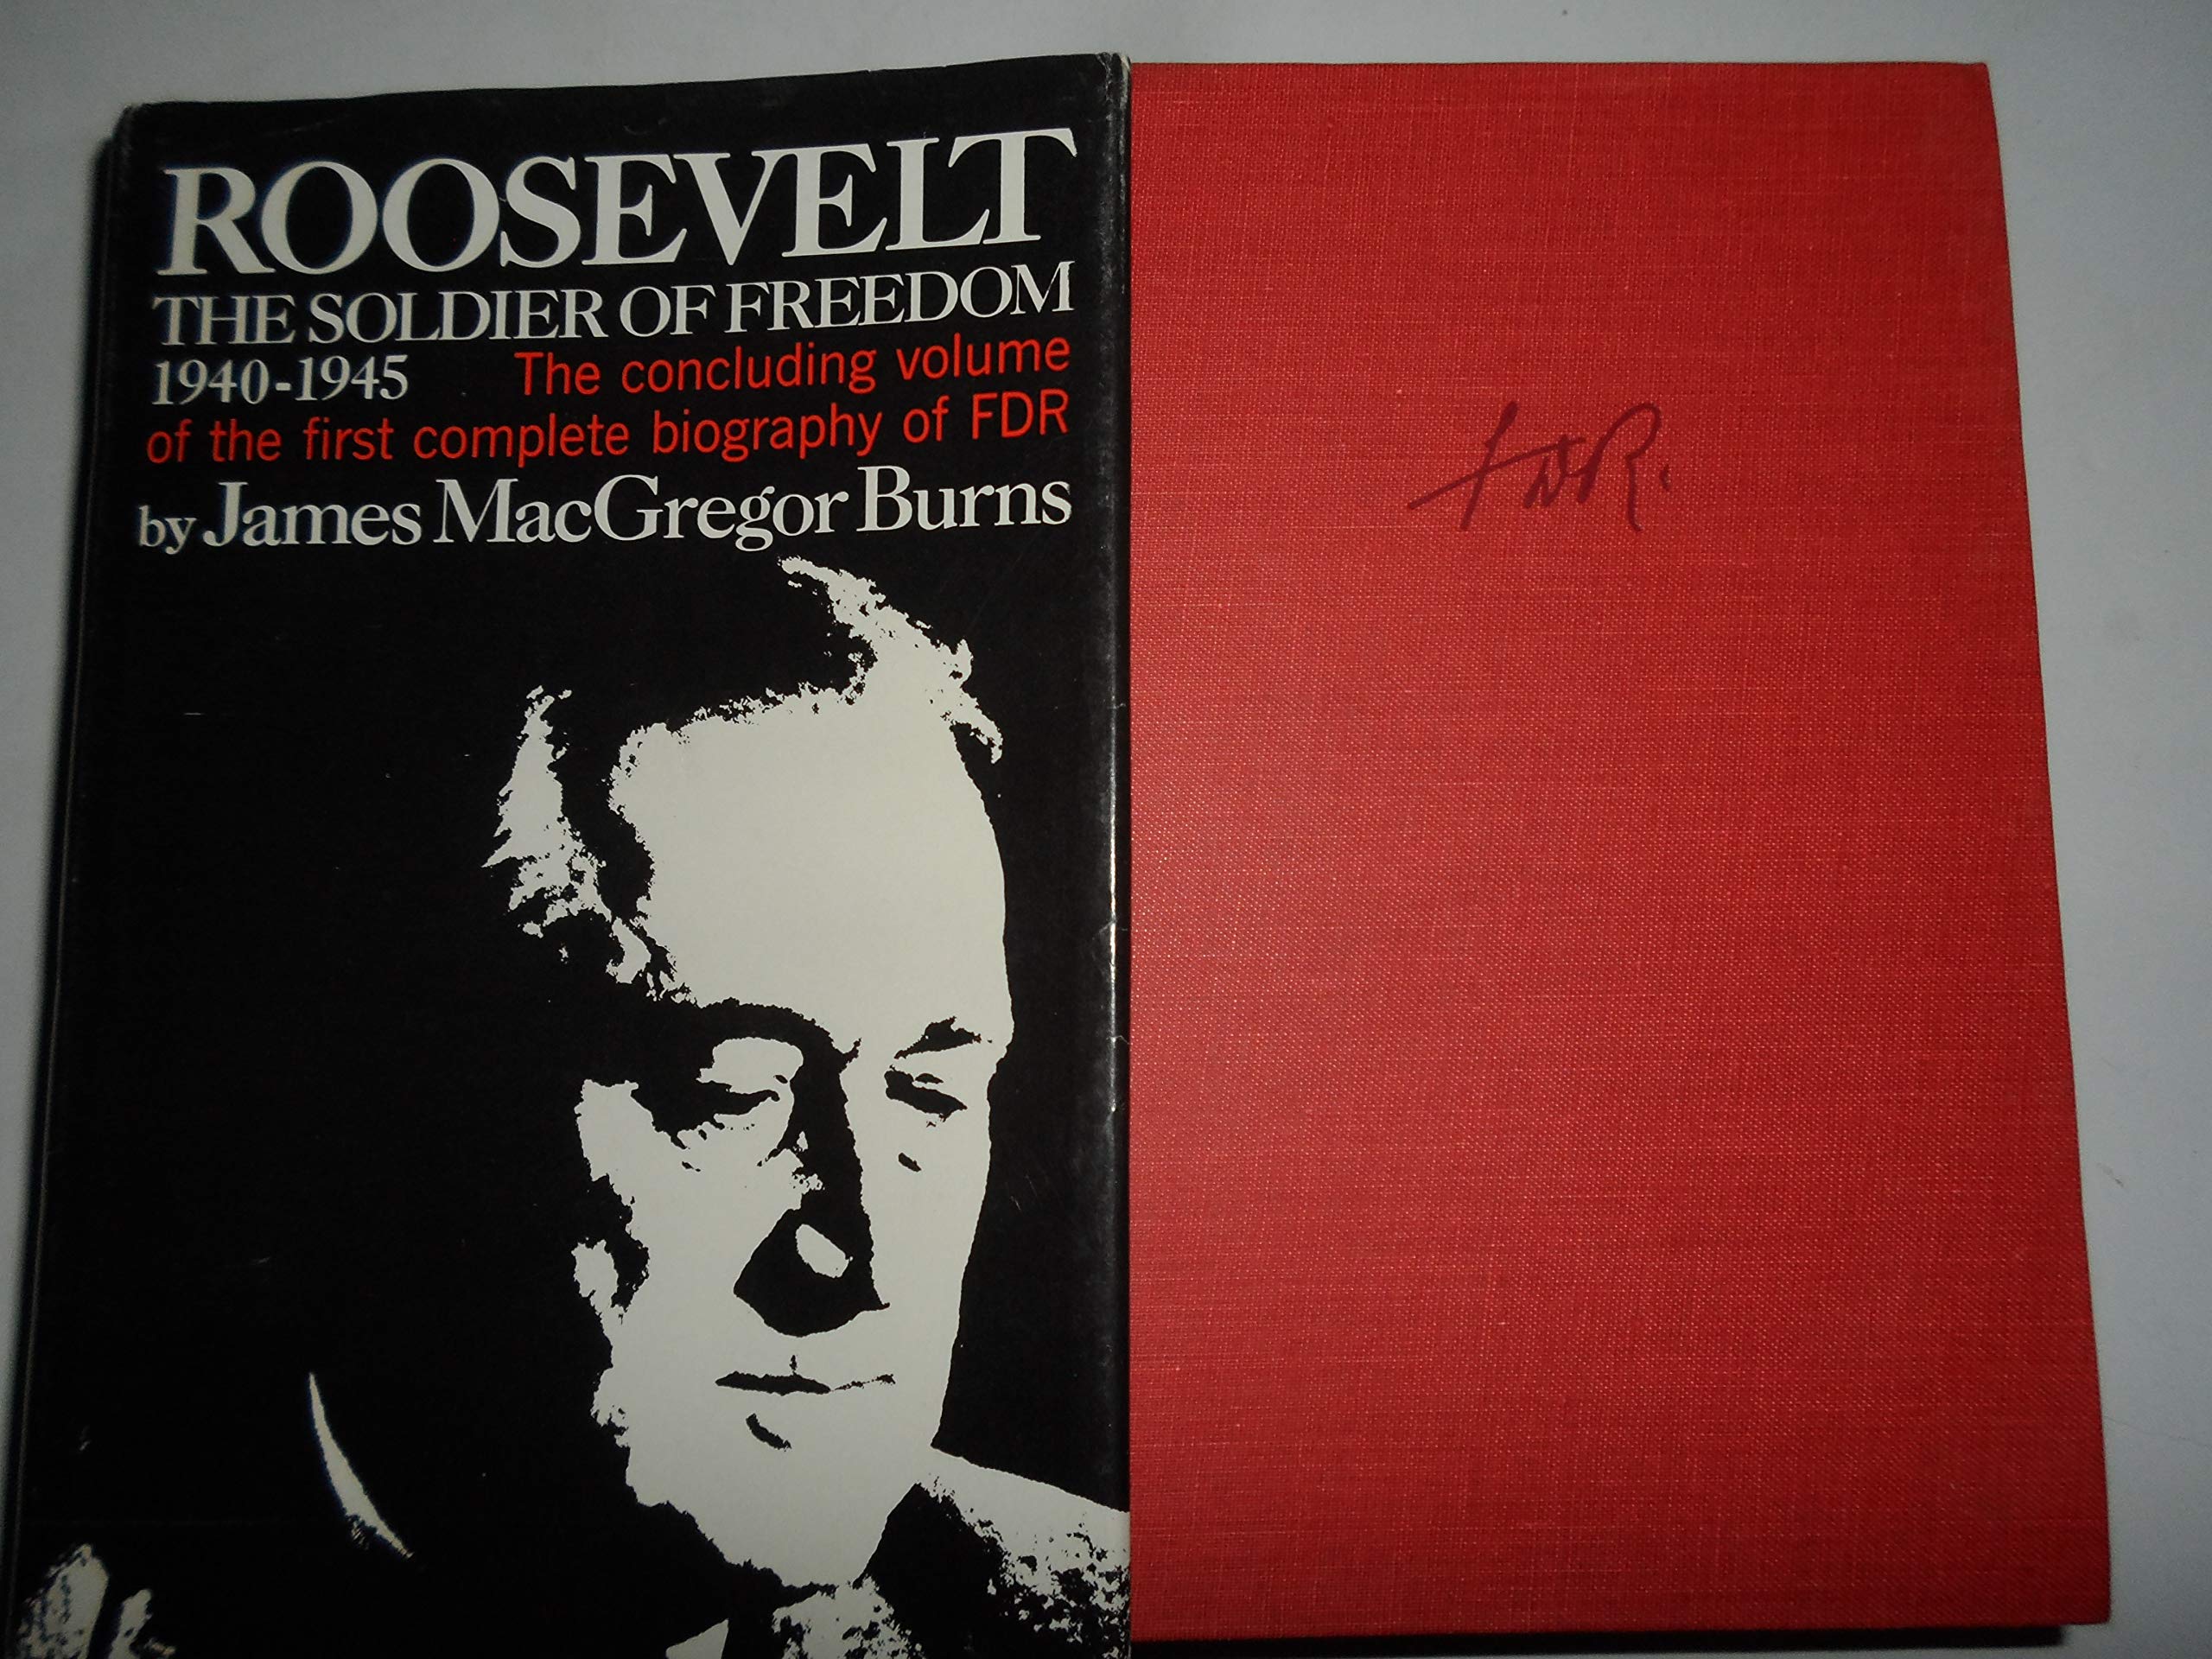 ROOSEVELT
THE SOLDIER OF FREEDOM
1940-1945 The concluding volume
of the first complete biography of FDR
by James MacGregor Burns
FDR.